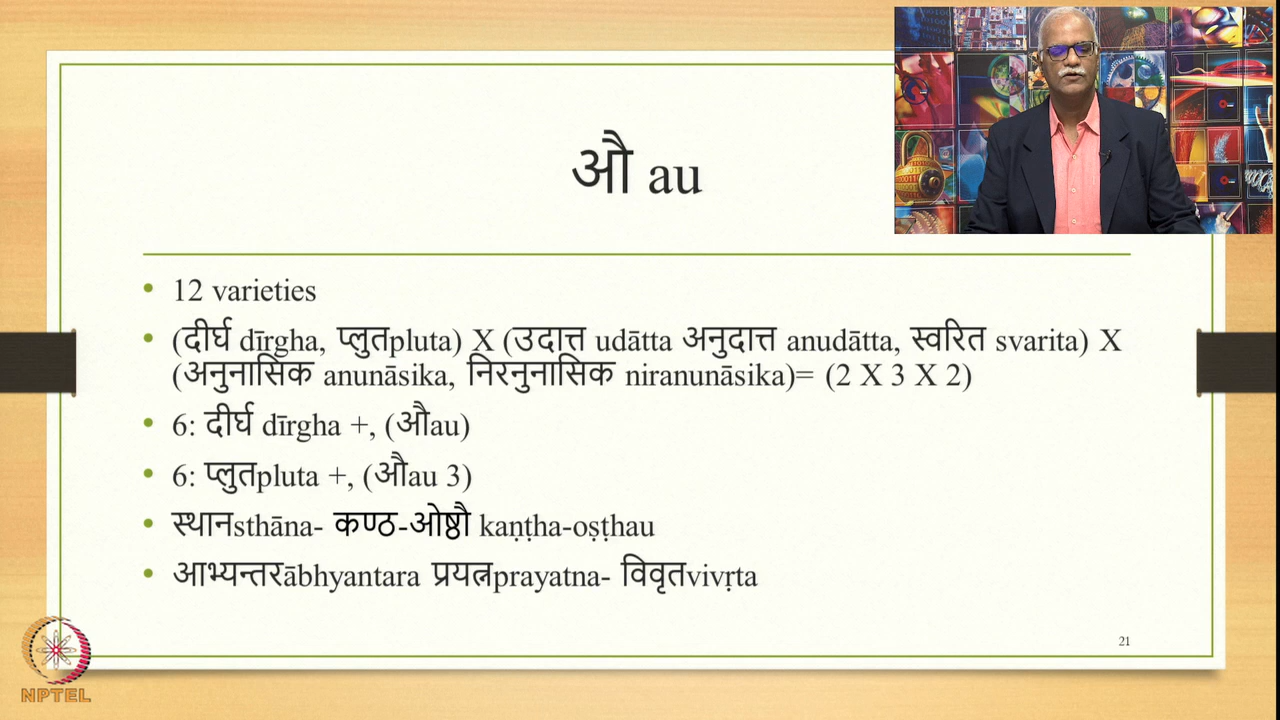 औ au
12 varieties
(दीर्घ dīrgha, प्लुतpluta) X (उदात्त udātta अनुदात्त anudātta, स्वरित svarita) X
(अनुनासिक anunāsika, निरनुनासिक niranunāsika)= (2 X 3 X 2)
6: दीर्घ dīrgha +, (औau)
6: प्लुतpluta +, (औau 3)
स्थानsthāna- कण्ठ-ओष्ठौ kaṇṭha-oṣṭhau
आभ्यन्तरābhyantara प्रयत्नprayatna- विवृतvivṛta
21
NPTEL